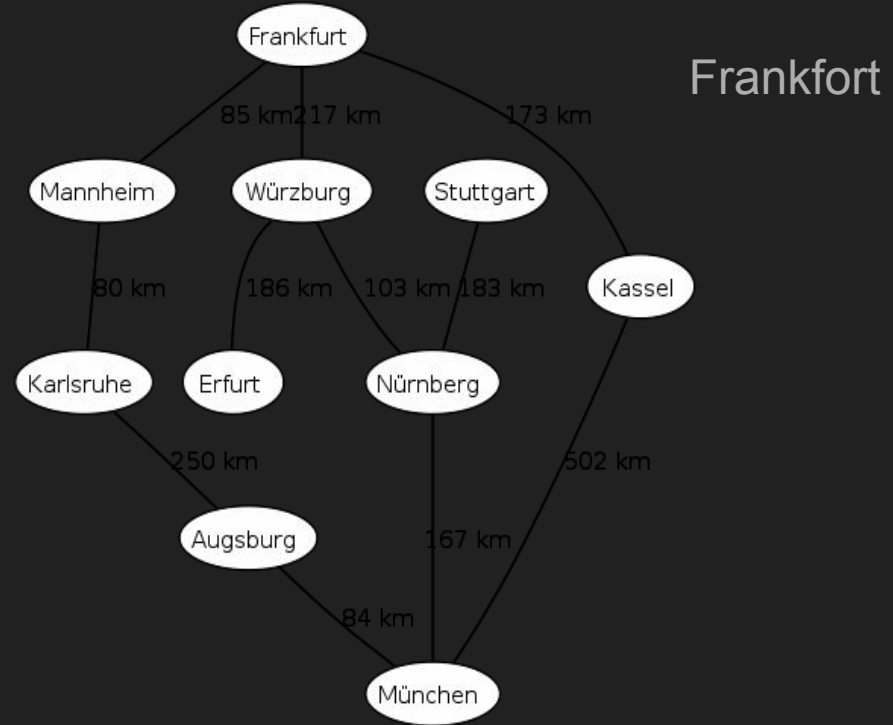 Frankfurt
Frankfort
85 km
217 km
173 km
Mannheim
Würzburg
Stuttgart
80 km
186 km
103 km
183 km
Kassel
Karlsruhe
Erfurt
Nürnberg
250 km
502 km
Augsburg
167 km
84 km
München